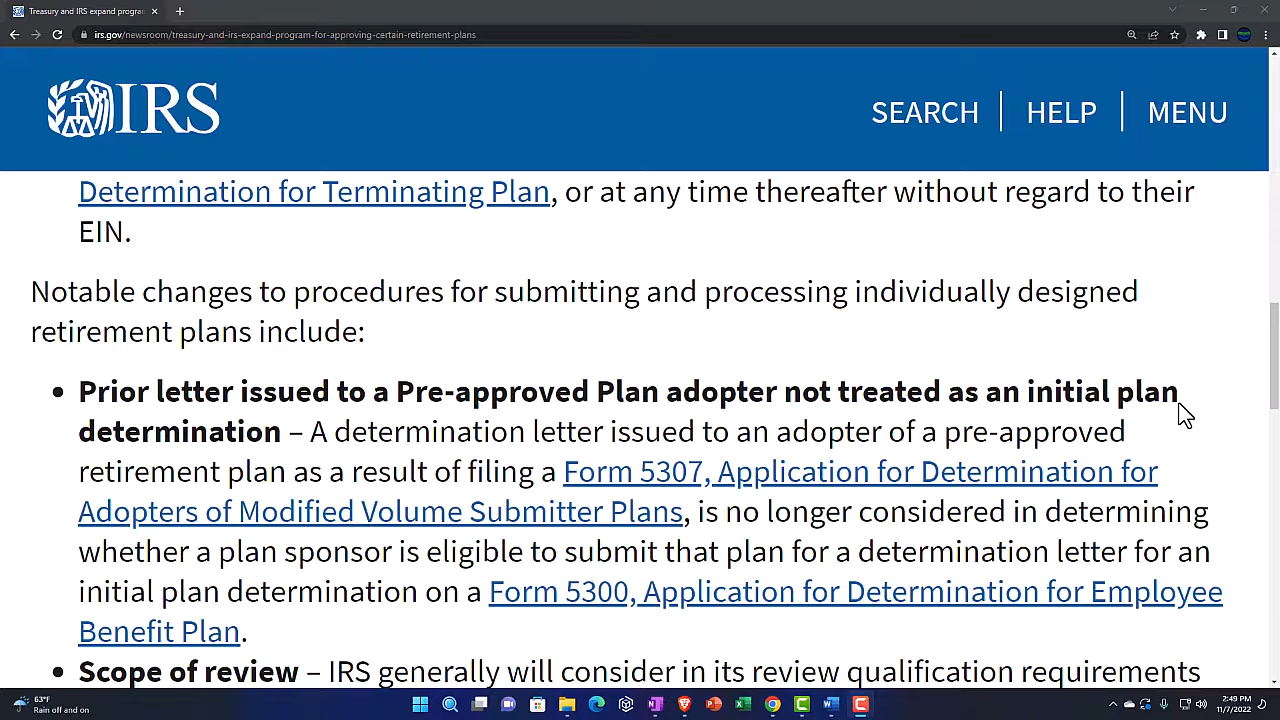 Treasury and IRS expand progra
irs.gov/newsroom/treasury-and-irs-expand-program-for-approving-certain-retirement-plans
IRS
SEARCH | HELP | MENU
Determination for Terminating Plan, or at any time thereafter without regard to their
EIN.
Notable changes to procedures for submitting and processing individually designed
retirement plans include:
• Prior letter issued to a Pre-approved Plan adopter not treated as an initial plan
determination – A determination letter issued to an adopter of a pre-approved
retirement plan as a result of filing a Form 5307, Application for Determination for
Adopters of Modified Volume Submitter Plans, is no longer considered in determining
whether a plan sponsor is eligible to submit that plan for a determination letter for an
initial plan determination on a Form 5300, Application for Determination for Employee
Benefit Plan.
• Scope of review – IRS generally will consider in its review qualification requirements
63°F
Rain off and on
2:49 PM
11/7/2022